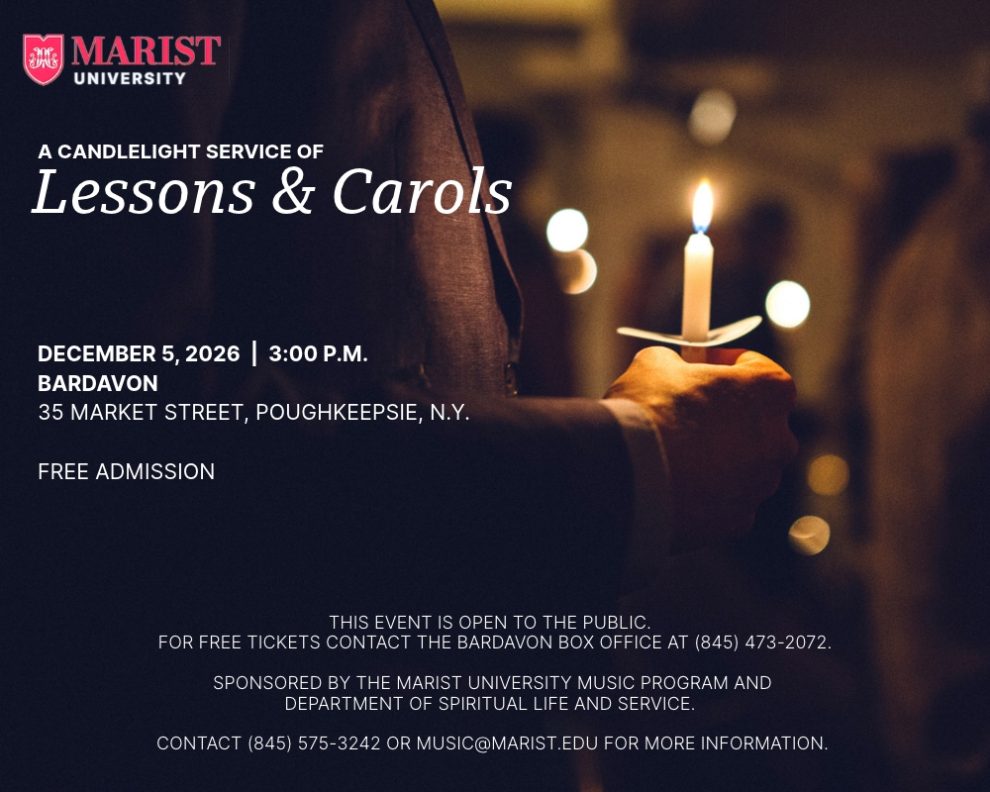 MARIST
UNIVERSITY
A CANDLELIGHT SERVICE OF
Lessons & Carols
DECEMBER 5, 2026 | 3:00 P.M.
BARDAVON
35 MARKET STREET, POUGHKEEPSIE, N.Y.
FREE ADMISSION
THIS EVENT IS OPEN TO THE PUBLIC.
FOR FREE TICKETS CONTACT THE BARDAVON BOX OFFICE AT (845) 473-2072.
SPONSORED BY THE MARIST UNIVERSITY MUSIC PROGRAM AND
DEPARTMENT OF SPIRITUAL LIFE AND SERVICE.
CONTACT (845) 575-3242 OR MUSIC@MARIST.EDU FOR MORE INFORMATION.